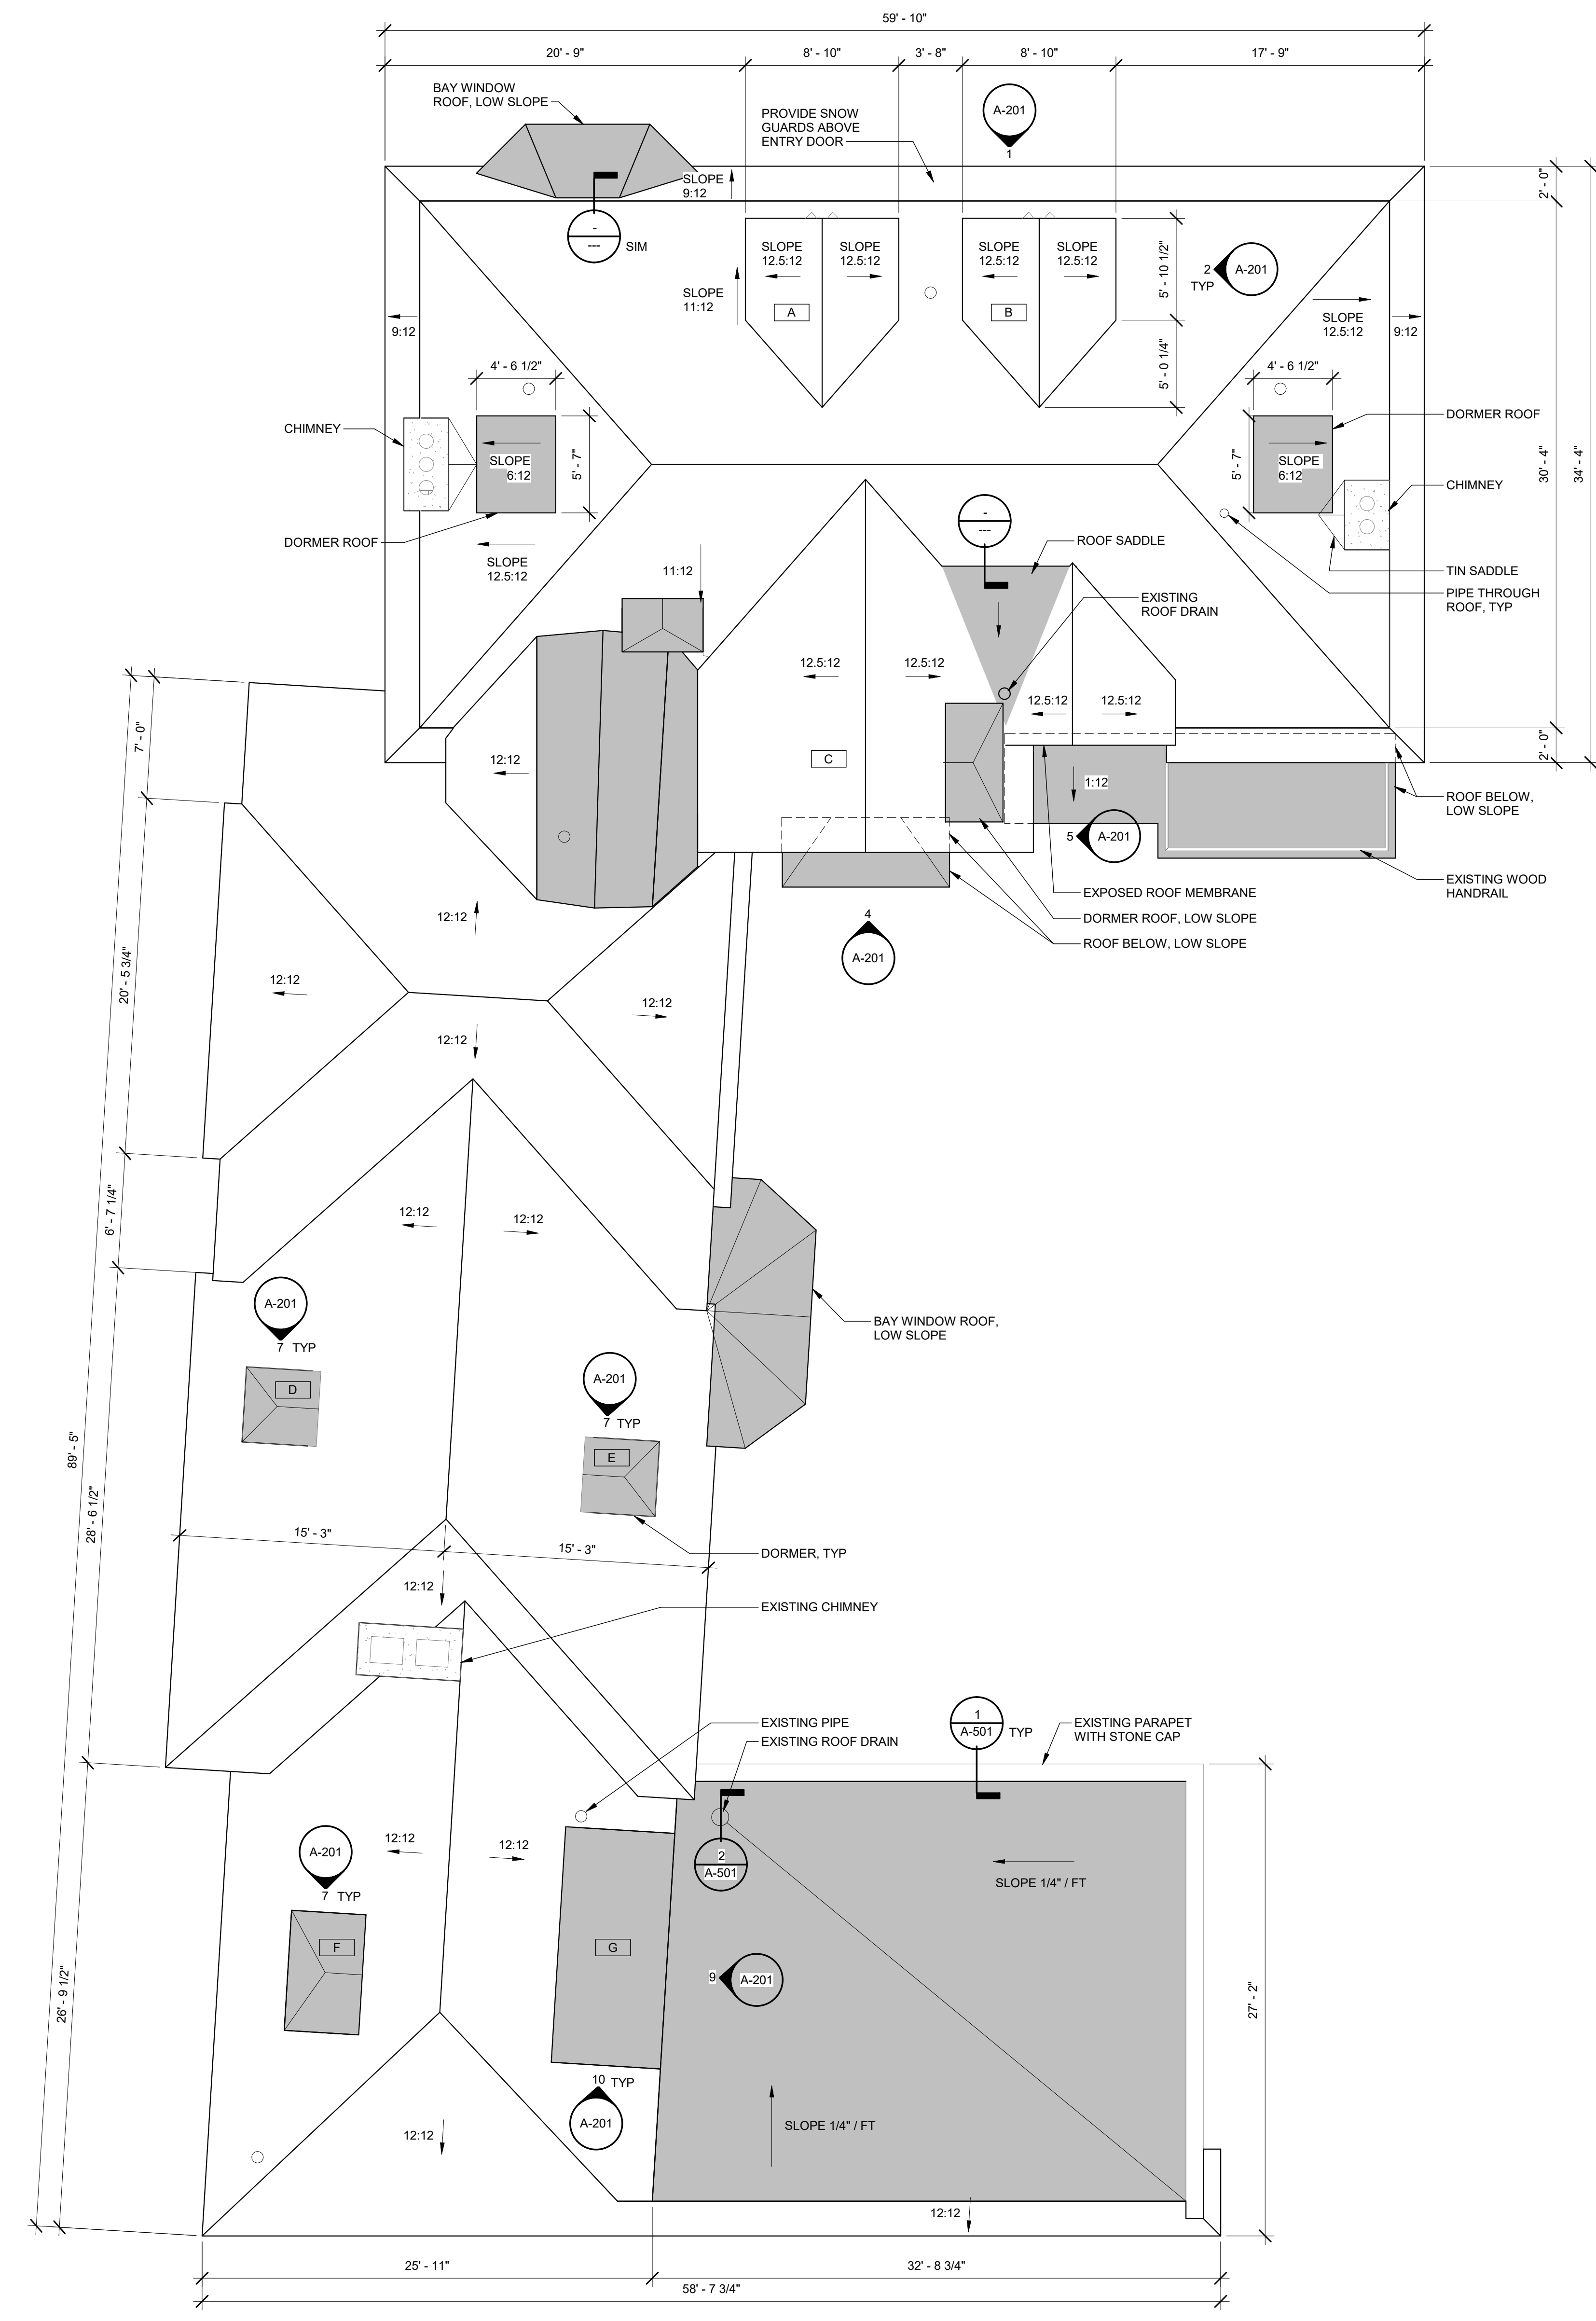 59' - 10"
20' - 9"
8' - 10"
3' - 8"
8' - 10"
17' - 9"
BAY WINDOW
ROOF, LOW SLOPE
PROVIDE SNOW
GUARDS ABOVE
ENTRY DOOR
A-201
1
SLOPE
9:12
2' - 0"
-
---
SIM
SLOPE
12.5:12
SLOPE
12.5:12
SLOPE
12.5:12
SLOPE
12.5:12
5' - 10 1/2"
2
TYP
A-201
SLOPE
11:12
A
B
9:12
SLOPE
12.5:12
9:12
4' - 6 1/2"
5' - 0 1/4"
4' - 6 1/2"
CHIMNEY
DORMER ROOF
SLOPE
6:12
5' - 7"
5' - 7"
SLOPE
6:12
30' - 4"
34' - 4"
CHIMNEY
DORMER ROOF
-
---
ROOF SADDLE
SLOPE
12.5:12
11:12
TIN SADDLE
EXISTING
ROOF DRAIN
PIPE THROUGH
ROOF, TYP
12.5:12
12.5:12
12.5:12
12.5:12
7' - 0"
2' - 0"
12:12
C
1:12
ROOF BELOW,
LOW SLOPE
5
A-201
EXISTING WOOD
HANDRAIL
EXPOSED ROOF MEMBRANE
DORMER ROOF, LOW SLOPE
ROOF BELOW, LOW SLOPE
12:12
4
A-201
20' - 5 3/4"
12:12
12:12
12:12
6' - 7 1/4"
12:12
12:12
A-201
7 TYP
BAY WINDOW ROOF,
LOW SLOPE
D
A-201
7 TYP
89' - 5"
E
28' - 6 1/2"
15' - 3"
15' - 3"
DORMER, TYP
12:12
EXISTING CHIMNEY
EXISTING PIPE
EXISTING ROOF DRAIN
1
A-501
TYP
EXISTING PARAPET
WITH STONE CAP
A-201
7 TYP
12:12
12:12
2
A-501
SLOPE 1/4" / FT
F
G
9
A-201
26' - 9 1/2"
27' - 2"
10 TYP
A-201
12:12
SLOPE 1/4" / FT
12:12
25' - 11"
32' - 8 3/4"
58' - 7 3/4"